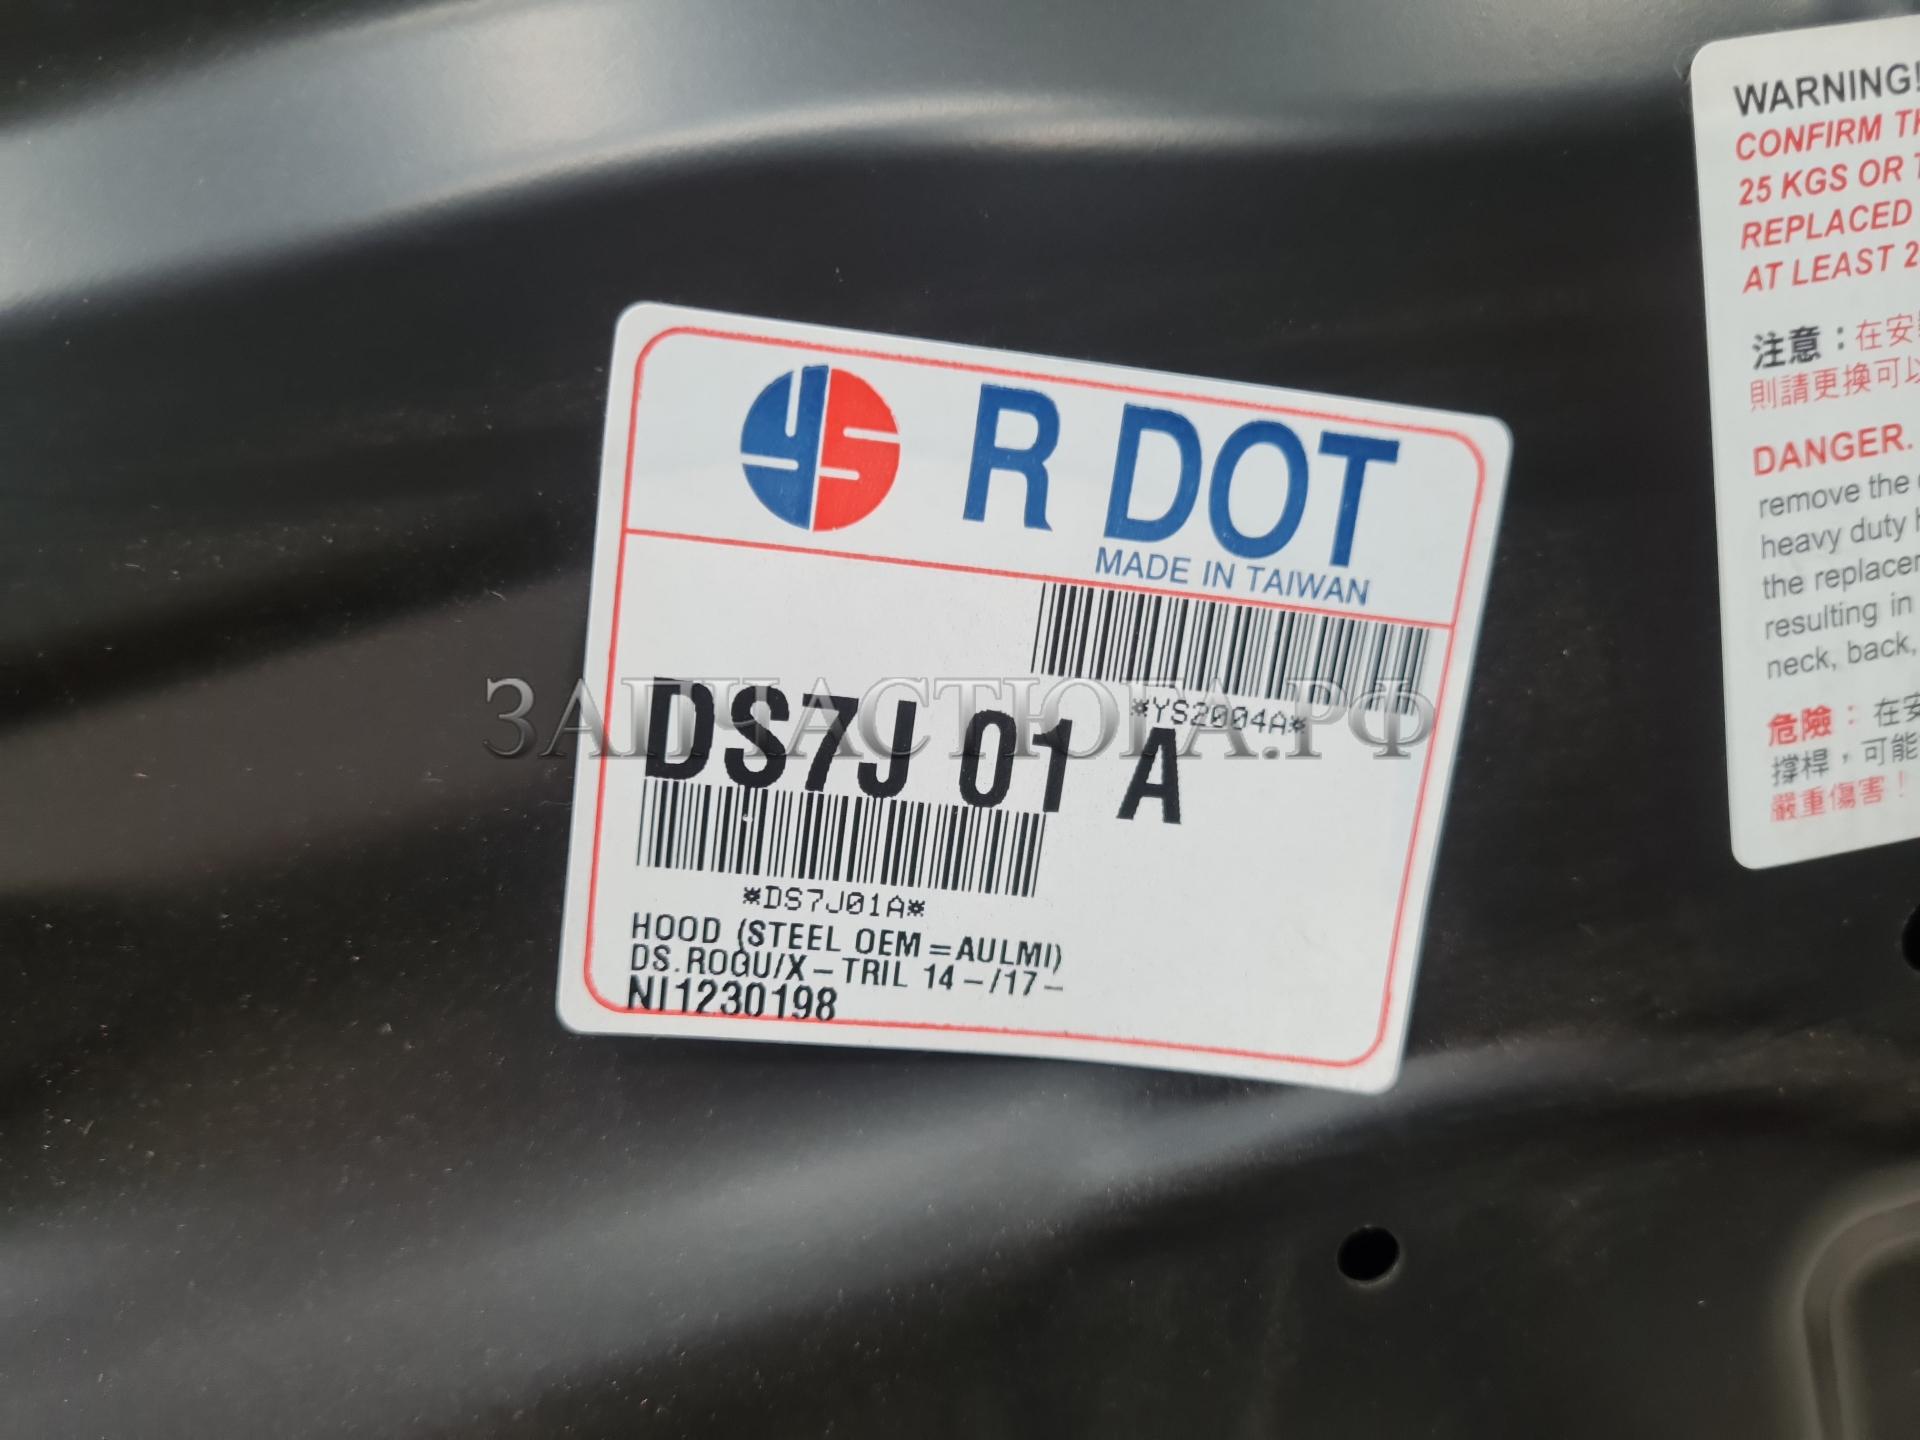 YS R DOT
MADE IN TAIWAN
*YS2004A*
DS7J 01 A
*DS7J01A*
HOOD (STEEL OEM=AULMI)
DS.ROGU/X-TRIL 14-/17-
NI1230198
ЗАПЧАСТЮГА.РФ
WARNING!
CONFIRM TH
25 KGS OR T
REPLACED
AT LEAST 2
注意：在安
則請更換可以
DANGER.
remove the
heavy duty
the replacem
resulting in
neck, back,
危險：在安
撐桿，可能
嚴重傷害！